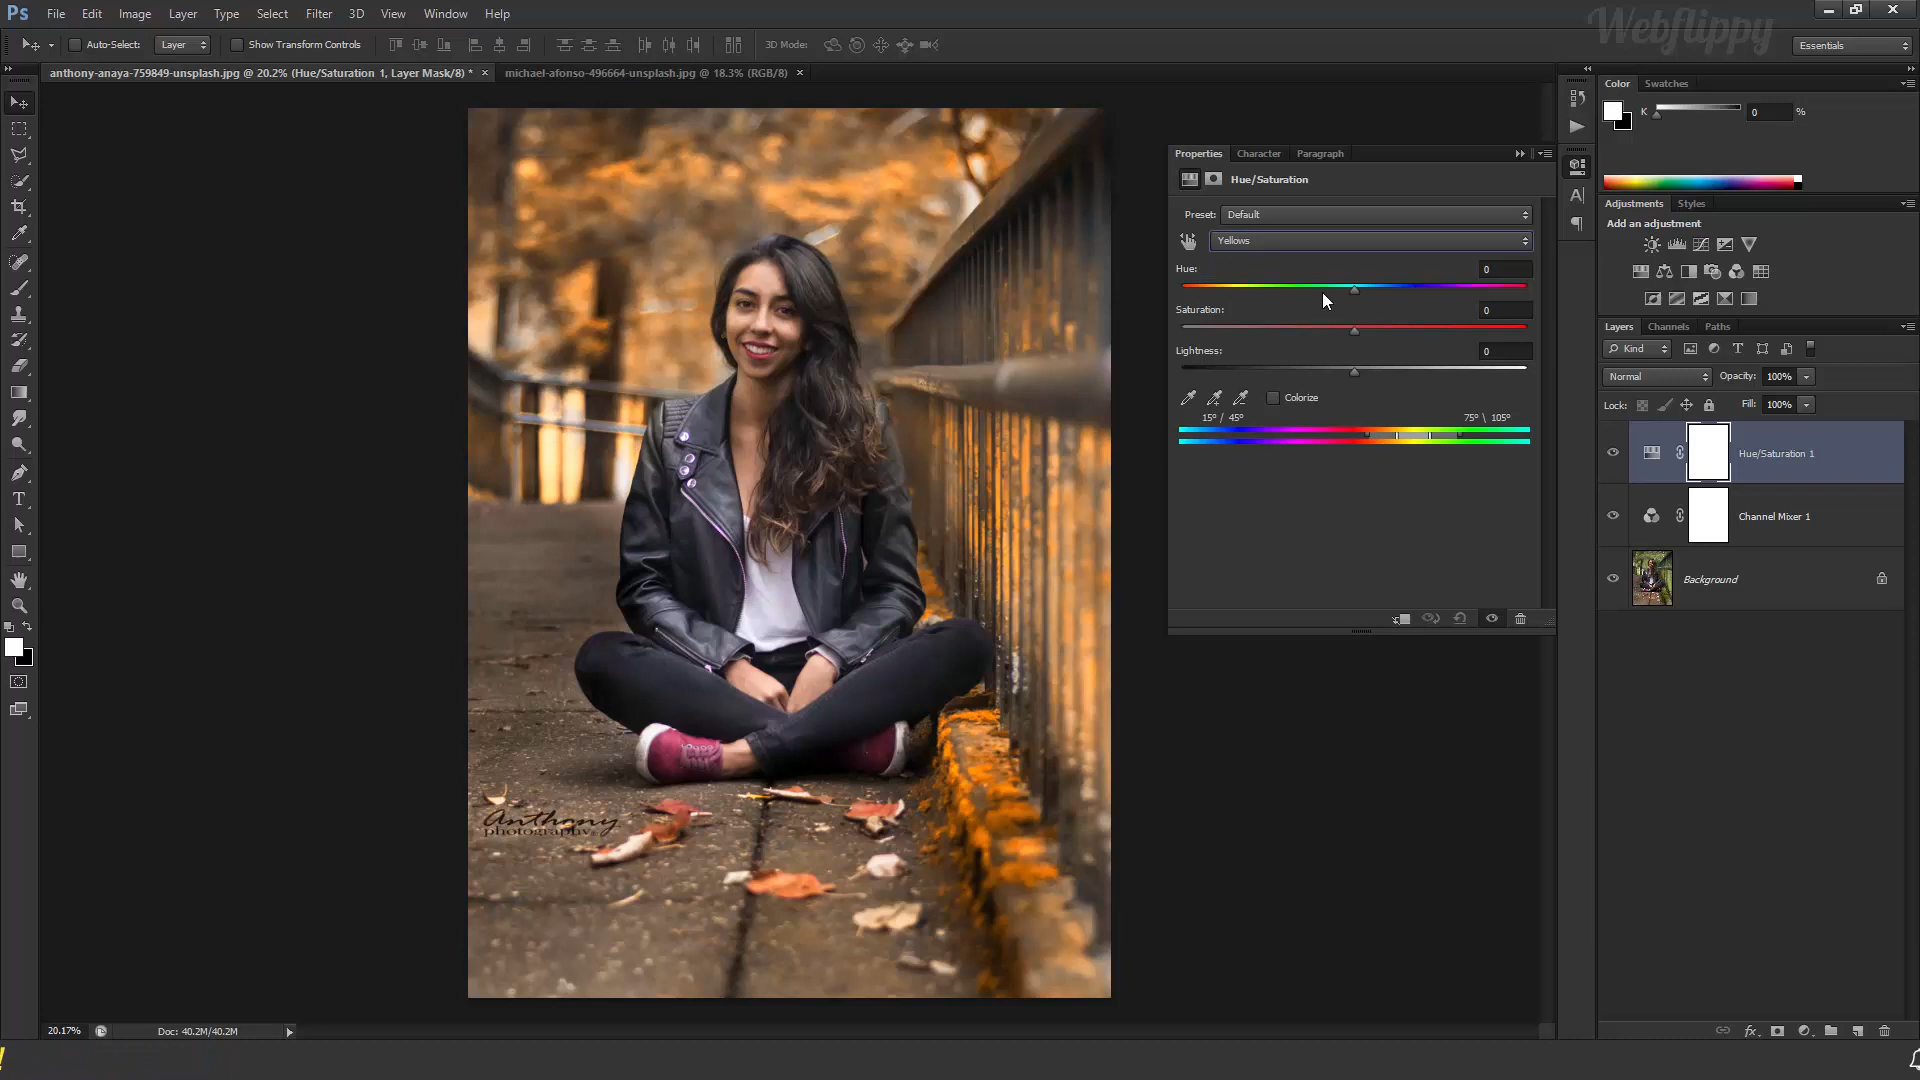 Ps File Edit Image Layer Type Select Filter 3D View Window Help
Webflippy
Auto-Select: Layer Show Transform Controls 3D Mode: Essentials
anthony-anaya-759849-unsplash.jpg @ 20.2% (Hue/Saturation 1, Layer Mask/8) * × michael-afonso-496664-unsplash.jpg @ 18.3% (RGB/8) ×
Color Swatches
K 0 %
Properties Character Paragraph
Hue/Saturation
Preset: Default
Yellows
Hue: 0
Saturation: 0
Lightness: 0
Colorize
15° / 45° 75° \ 105°
Adjustments Styles
Add an adjustment
Layers Channels Paths
Kind
Normal Opacity: 100%
Lock: Fill: 100%
Hue/Saturation 1
Channel Mixer 1
Background
Anthony
photography
20.17% Doc: 40.2M/40.2M
!